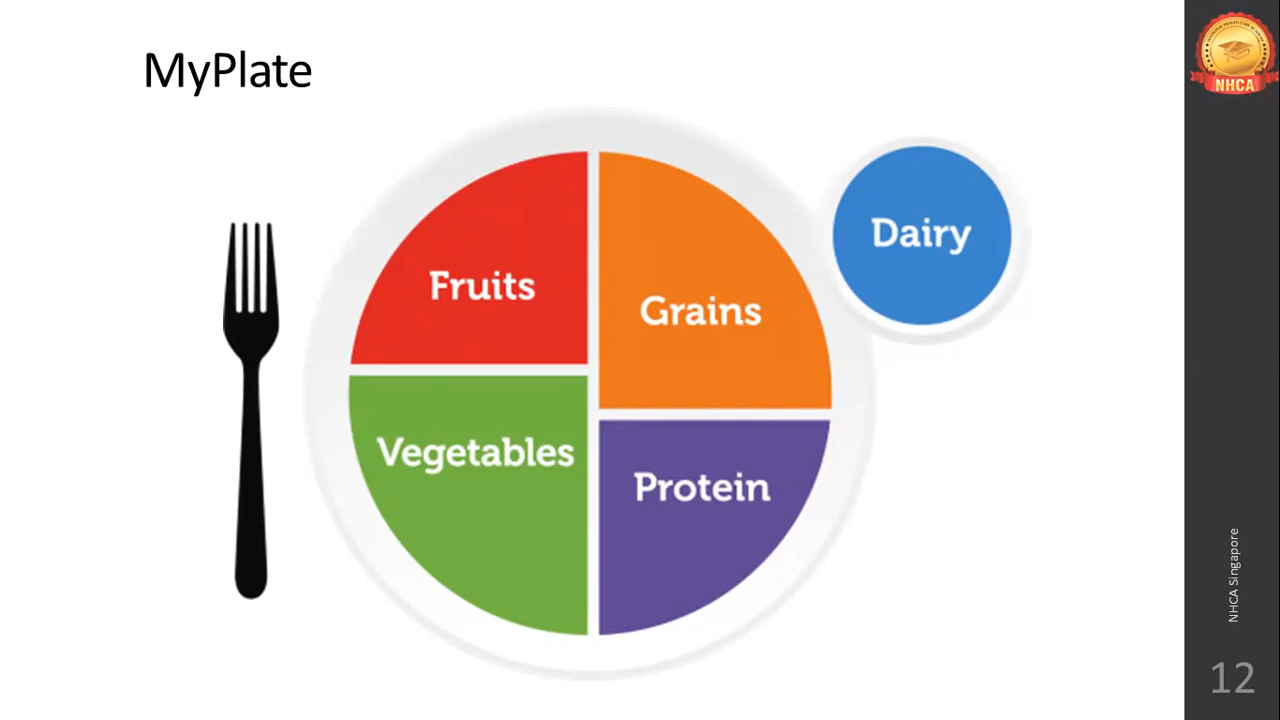 MyPlate
Fruits
Grains
Dairy
Vegetables
Protein
NHCA
NHCA Singapore
12